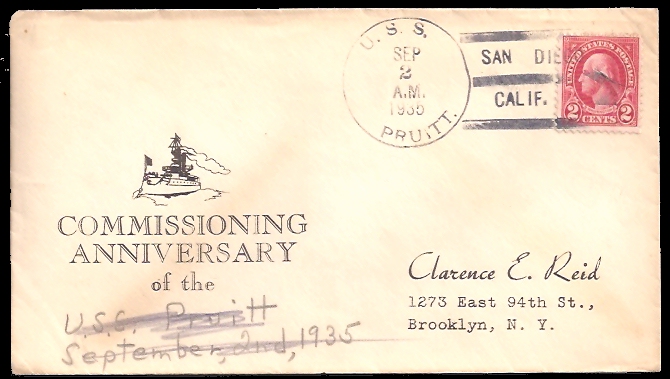 U. S. S.
SEP
2
A.M.
1935
PRUITT.
SAN DIE
CALIF.
UNITED STATES POSTAGE
2 2
CENTS
COMMISSIONING
ANNIVERSARY
of the
U.S.S. Pruitt
September, 2nd, 1935
Clarence E. Reid
1273 East 94th St.,
Brooklyn, N. Y.